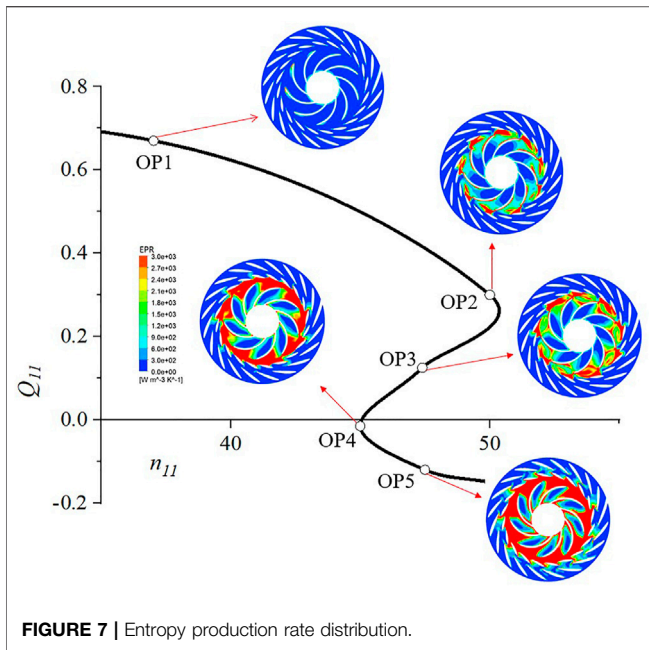 0.8
0.6
0.4
0.2
0.0
-0.2
Q11
n11
40
50
OP1
OP2
OP3
OP4
OP5
EPR
3.0e+03
2.7e+03
2.4e+03
2.1e+03
1.8e+03
1.5e+03
1.2e+03
9.0e+02
6.0e+02
3.0e+02
0.0e+00
[W m^-3 K^-1]
FIGURE 7 | Entropy production rate distribution.